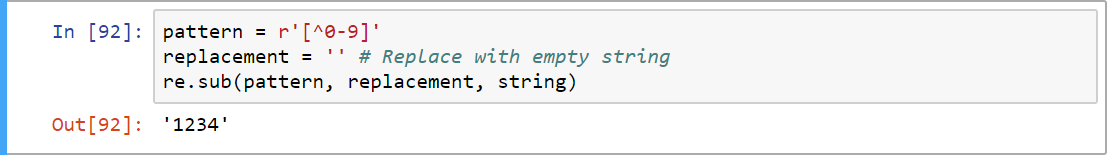 In [92]: pattern = r'[^0-9]'
replacement = '' # Replace with empty string
re.sub(pattern, replacement, string)
Out[92]: '1234'